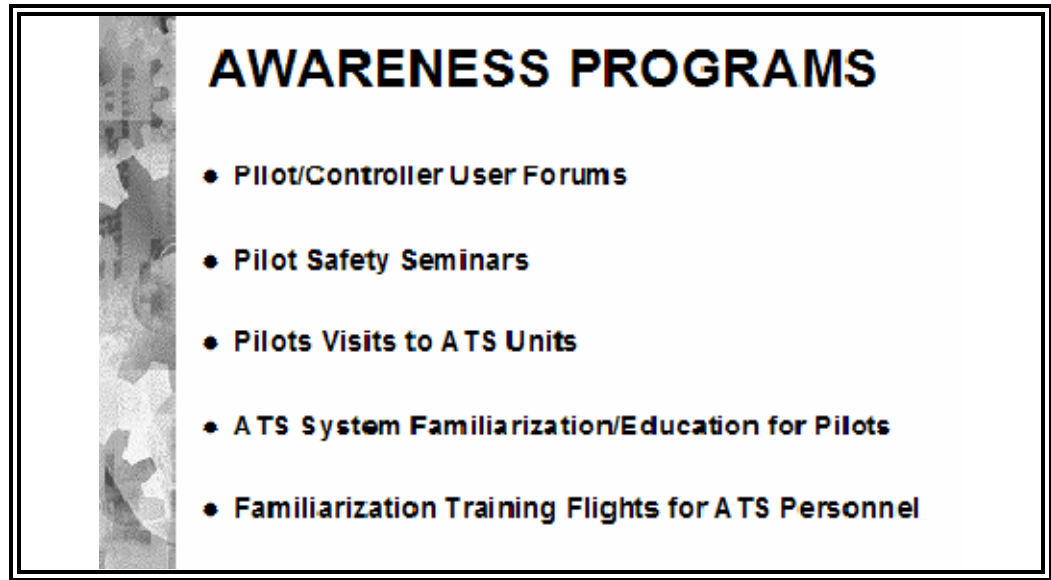 AWARENESS PROGRAMS
• Pilot/Controller User Forums
• Pilot Safety Seminars
• Pilots Visits to ATS Units
• ATS System Familiarization/Education for Pilots
• Familiarization Training Flights for ATS Personnel